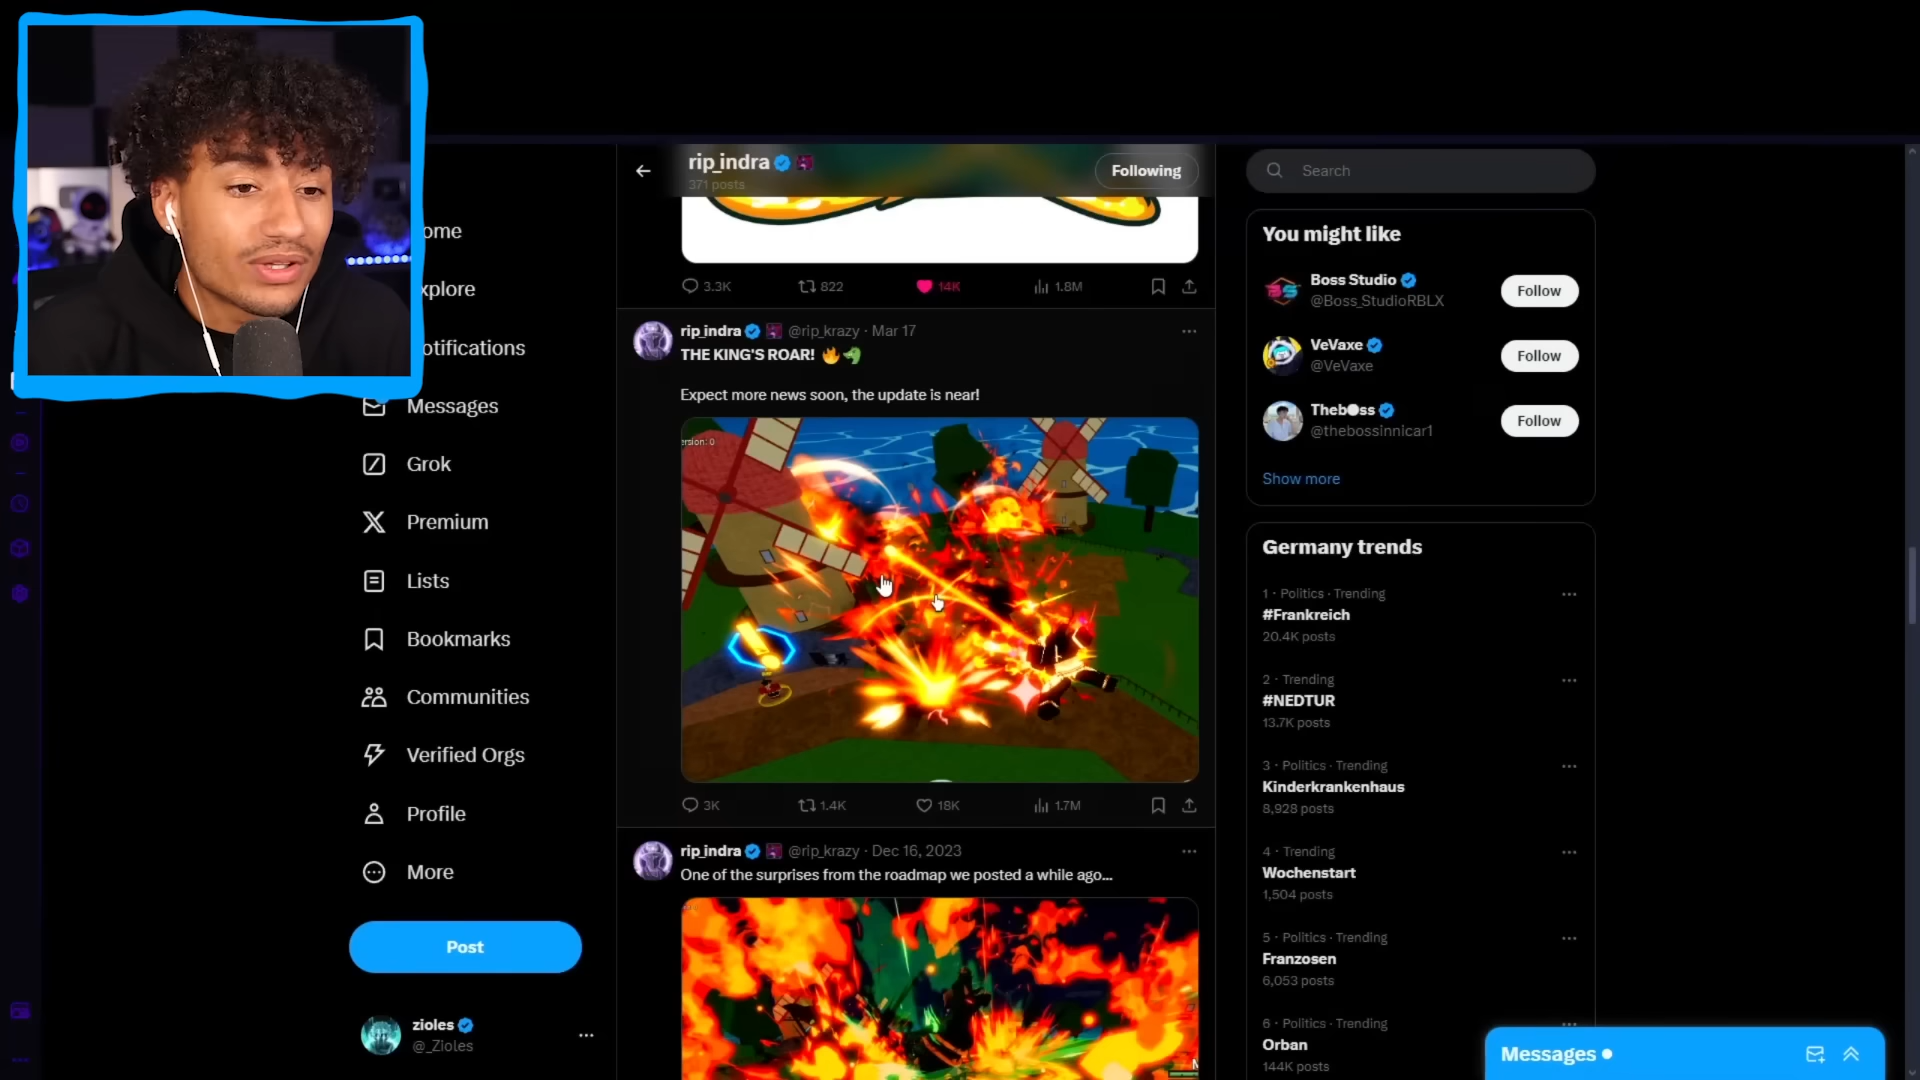 rip_indra
371 posts
Following
Search
3.3K
822
14K
1.8M
ome
xplore
otifications
Messages
Grok
Premium
Lists
Bookmarks
Communities
Verified Orgs
Profile
More
Post
zioles
@_Zioles
rip_indra @rip_krazy · Mar 17
THE KING'S ROAR! 🔥🐲
Expect more news soon, the update is near!
ersion: 0
3K
1.4K
18K
1.7M
rip_indra @rip_krazy · Dec 16, 2023
One of the surprises from the roadmap we posted a while ago...
You might like
Boss Studio
@Boss_StudioRBLX
Follow
VeVaxe
@VeVaxe
Follow
Theb●ss
@thebossinnicar1
Follow
Show more
Germany trends
1 · Politics · Trending
#Frankreich
20.4K posts
2 · Trending
#NEDTUR
13.7K posts
3 · Politics · Trending
Kinderkrankenhaus
8,928 posts
4 · Trending
Wochenstart
1,504 posts
5 · Politics · Trending
Franzosen
6,053 posts
6 · Politics · Trending
Orban
144K posts
Messages